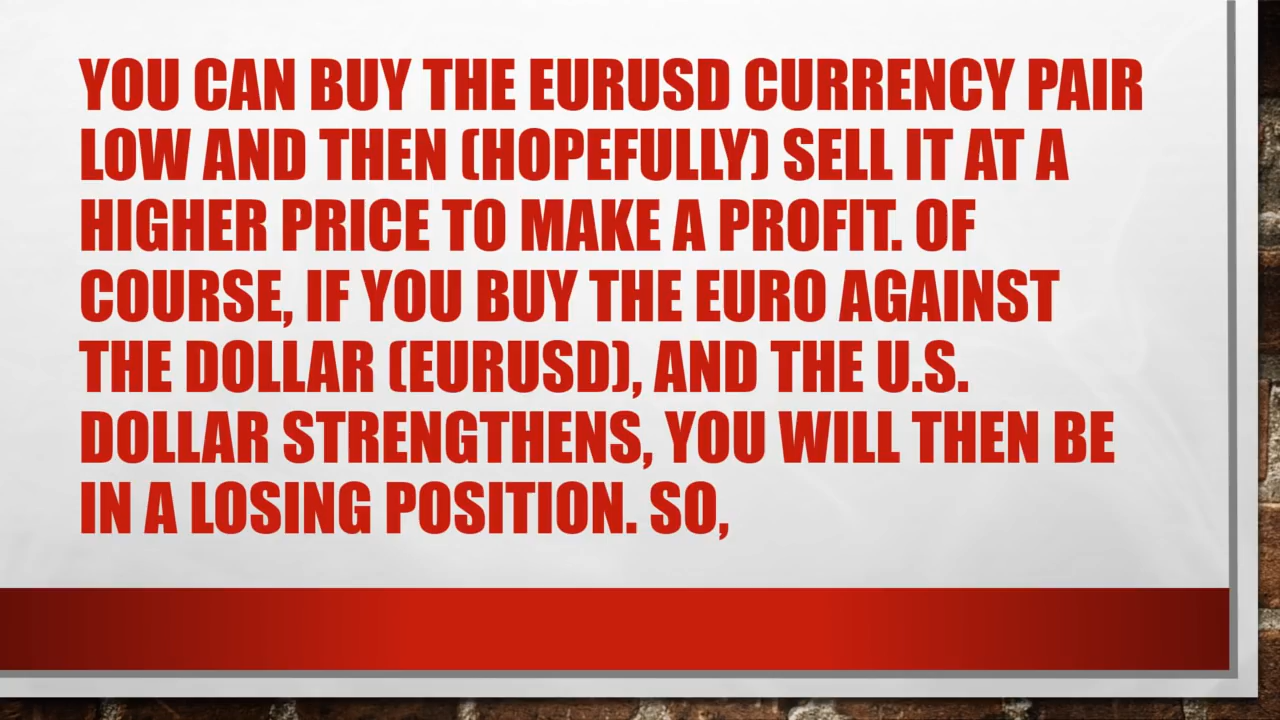 YOU CAN BUY THE EURUSD CURRENCY PAIR
LOW AND THEN (HOPEFULLY) SELL IT AT A
HIGHER PRICE TO MAKE A PROFIT. OF
COURSE, IF YOU BUY THE EURO AGAINST
THE DOLLAR (EURUSD), AND THE U.S.
DOLLAR STRENGTHENS, YOU WILL THEN BE
IN A LOSING POSITION. SO,